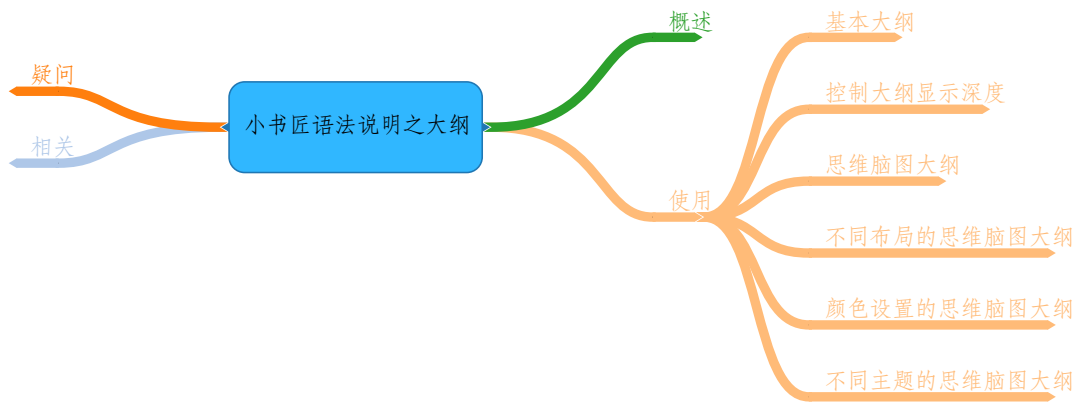 小书匠语法说明之大纲
概述
使用
基本大纲
控制大纲显示深度
思维脑图大纲
不同布局的思维脑图大纲
颜色设置的思维脑图大纲
不同主题的思维脑图大纲
疑问
相关